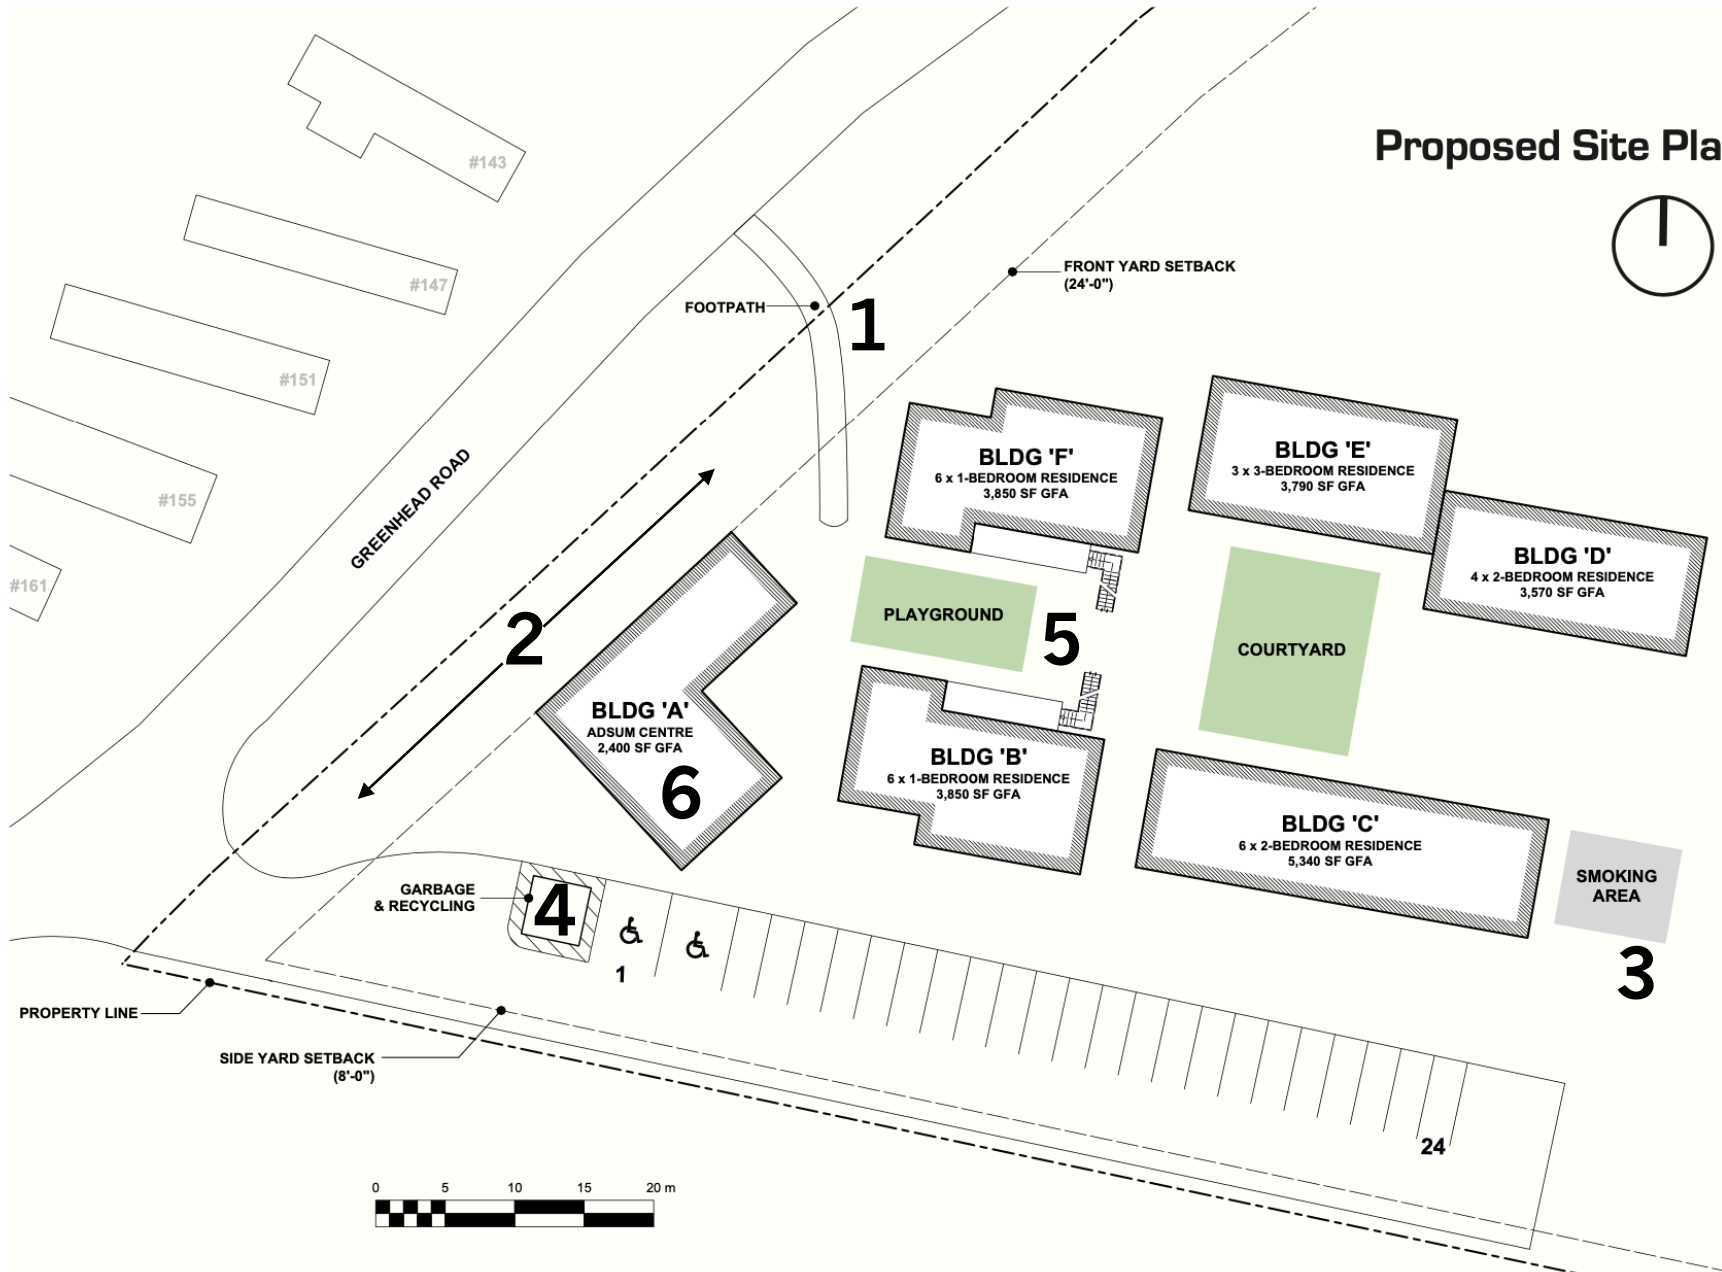 Proposed Site Pla
#143
#147
#151
#155
#161
GREENHEAD ROAD
FOOTPATH
1
FRONT YARD SETBACK
(24'-0")
BLDG 'F'
6 x 1-BEDROOM RESIDENCE
3,850 SF GFA
BLDG 'E'
3 x 3-BEDROOM RESIDENCE
3,790 SF GFA
BLDG 'D'
4 x 2-BEDROOM RESIDENCE
3,570 SF GFA
2
PLAYGROUND
5
COURTYARD
BLDG 'A'
ADSUM CENTRE
2,400 SF GFA
6
BLDG 'B'
6 x 1-BEDROOM RESIDENCE
3,850 SF GFA
BLDG 'C'
6 x 2-BEDROOM RESIDENCE
5,340 SF GFA
SMOKING
AREA
3
GARBAGE
& RECYCLING
4
1
PROPERTY LINE
SIDE YARD SETBACK
(8'-0")
24
0 5 10 15 20 m